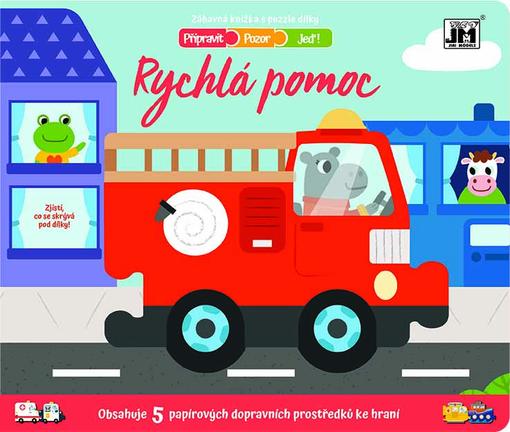 Zábavná knížka s puzzle dílky
Připravit Pozor Jeď!
JM
JIRI MODELS
®
Rychlá pomoc
Zjisti,
co se skrývá
pod dílky!
Obsahuje 5 papírových dopravních prostředků ke hraní